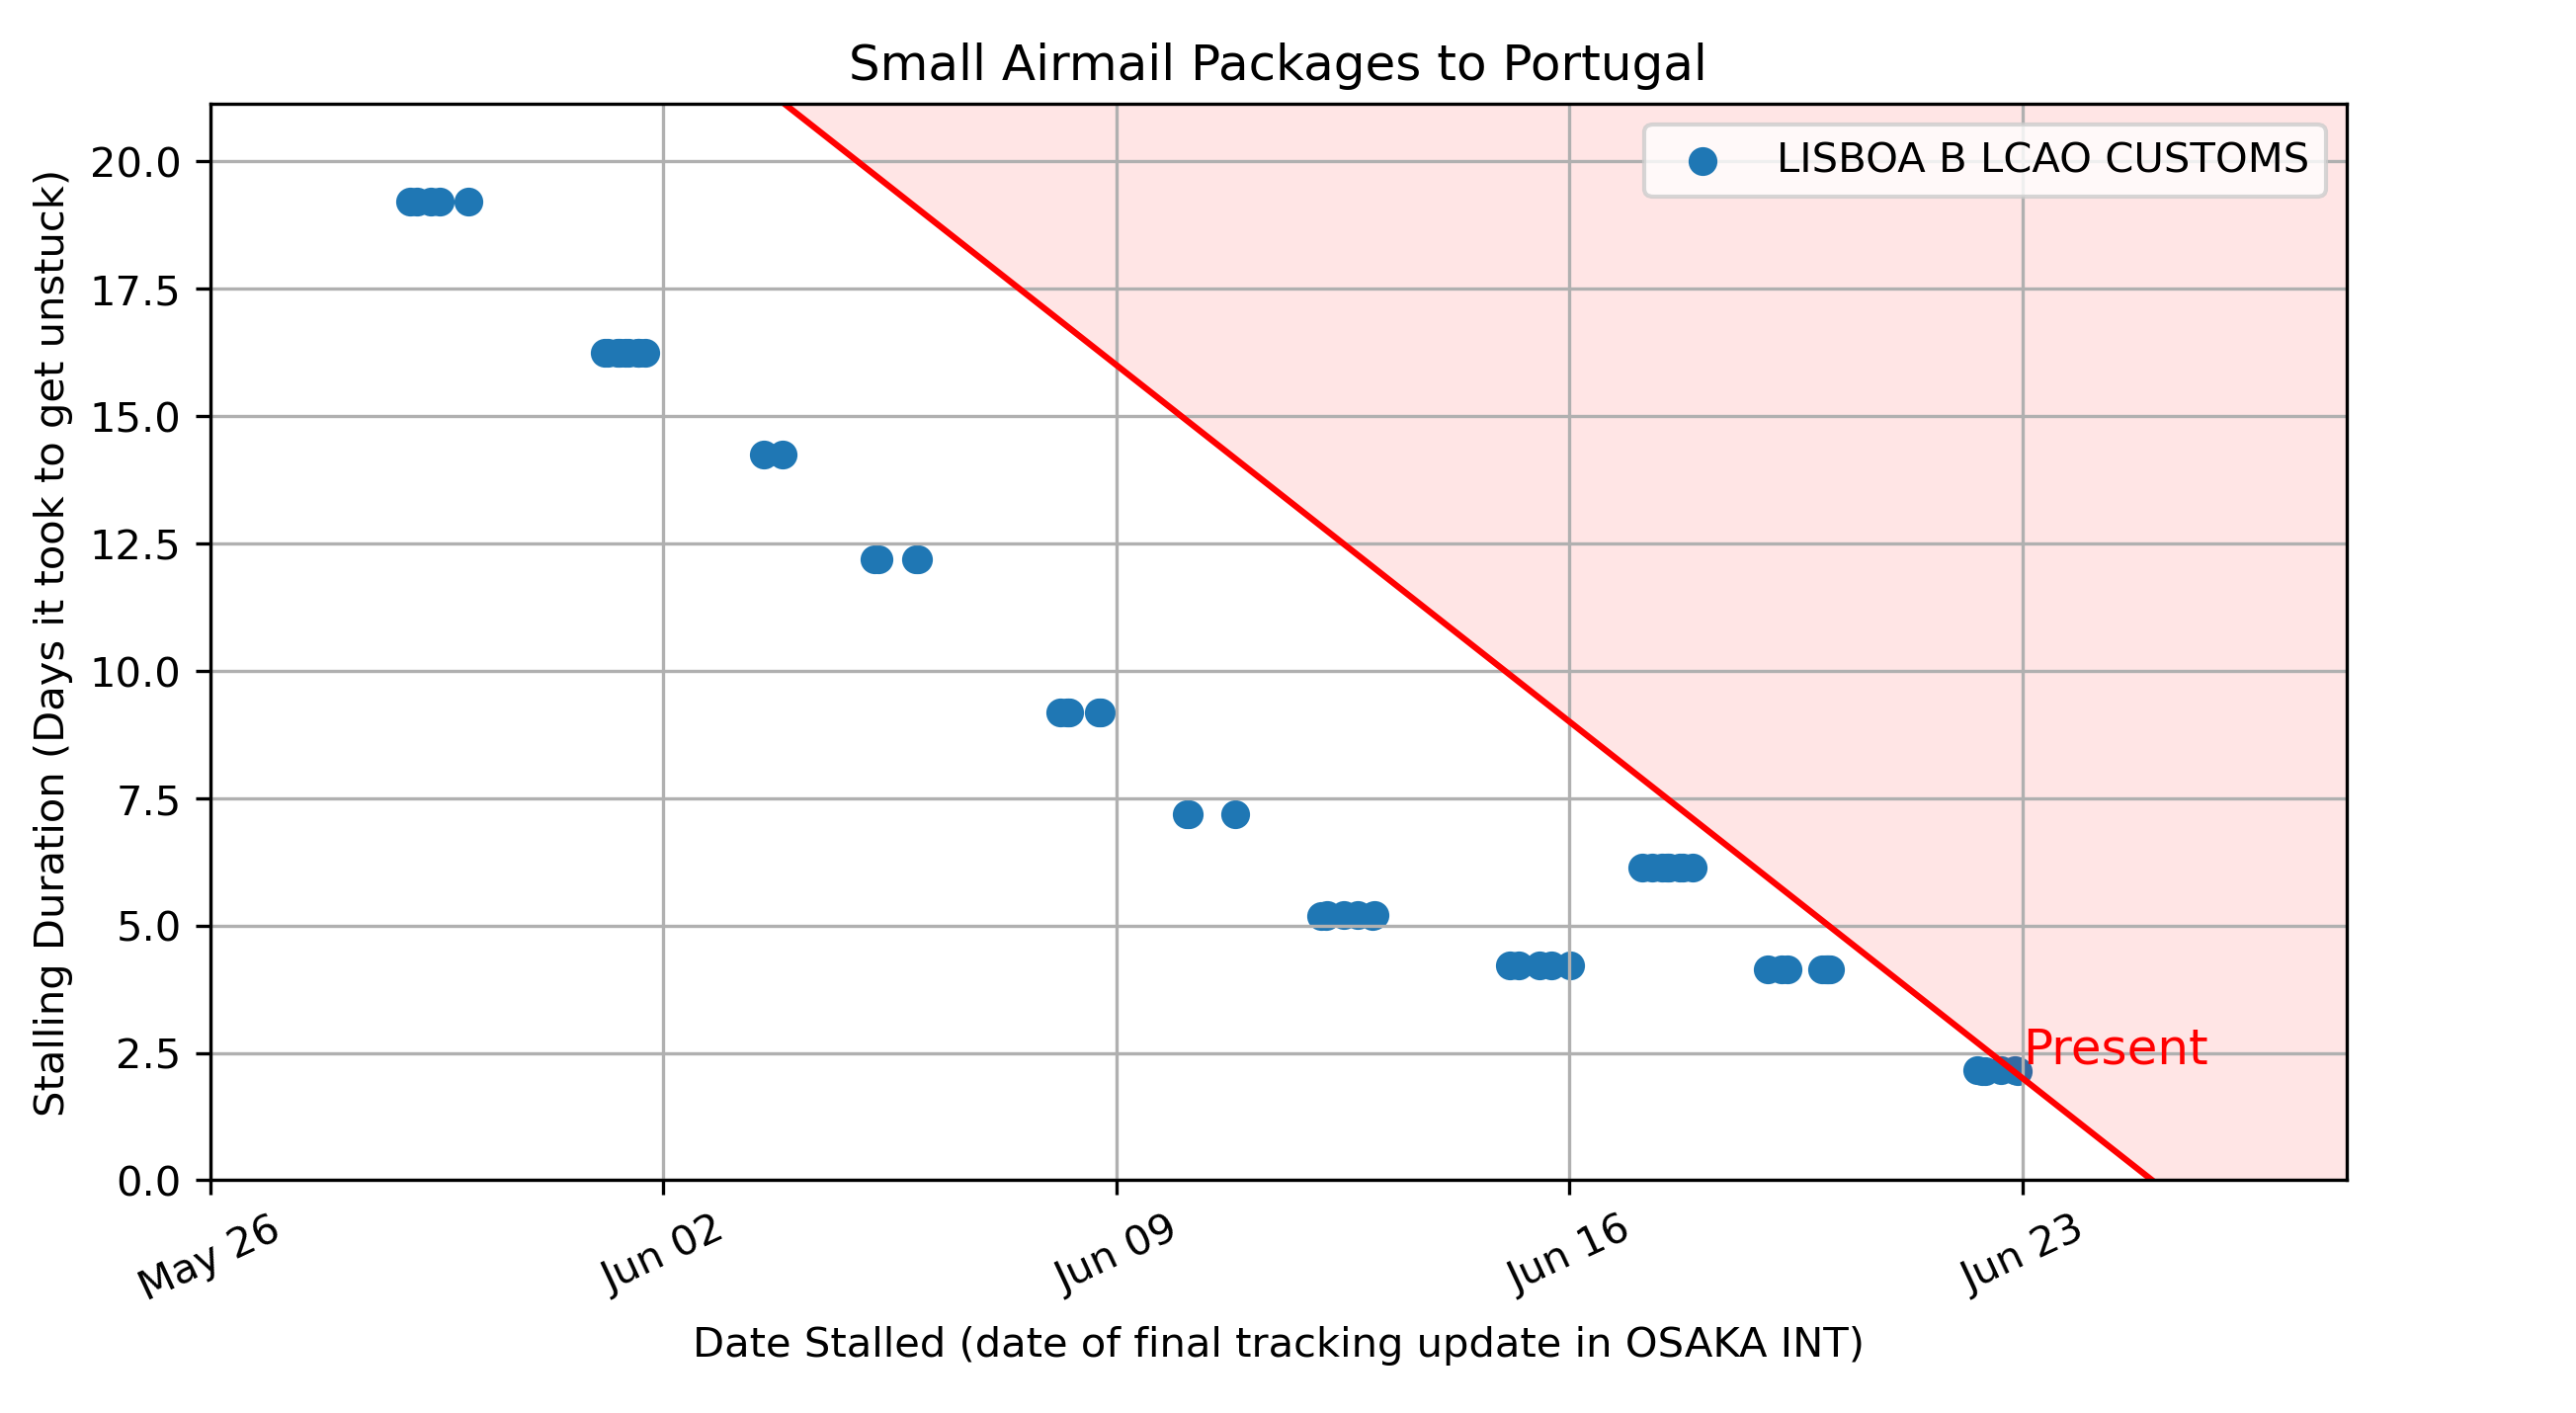 Small Airmail Packages to Portugal
LISBOA B LCAO CUSTOMS
Stalling Duration (Days it took to get unstuck)
20.0
17.5
15.0
12.5
10.0
7.5
5.0
2.5
0.0
Present
May 26
Jun 02
Jun 09
Jun 16
Jun 23
Date Stalled (date of final tracking update in OSAKA INT)